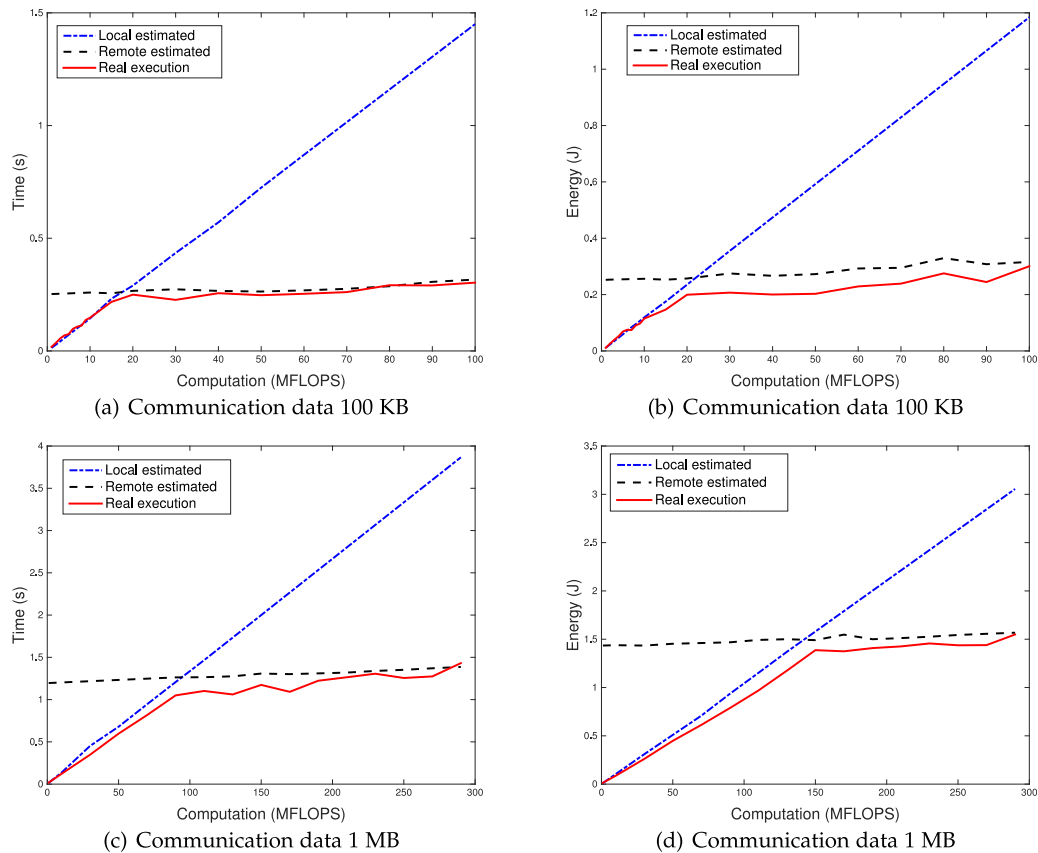 1.5
1
0.5
0
Time (s)
Local estimated
Remote estimated
Real execution
0 10 20 30 40 50 60 70 80 90 100
Computation (MFLOPS)
(a) Communication data 100 KB
1.2
1
0.8
0.6
0.4
0.2
0
Energy (J)
Local estimated
Remote estimated
Real execution
0 10 20 30 40 50 60 70 80 90 100
Computation (MFLOPS)
(b) Communication data 100 KB
4
3.5
3
2.5
2
1.5
1
0.5
0
Time (s)
Local estimated
Remote estimated
Real execution
0 50 100 150 200 250 300
Computation (MFLOPS)
(c) Communication data 1 MB
3.5
3
2.5
2
1.5
1
0.5
0
Energy (J)
Local estimated
Remote estimated
Real execution
0 50 100 150 200 250 300
Computation (MFLOPS)
(d) Communication data 1 MB